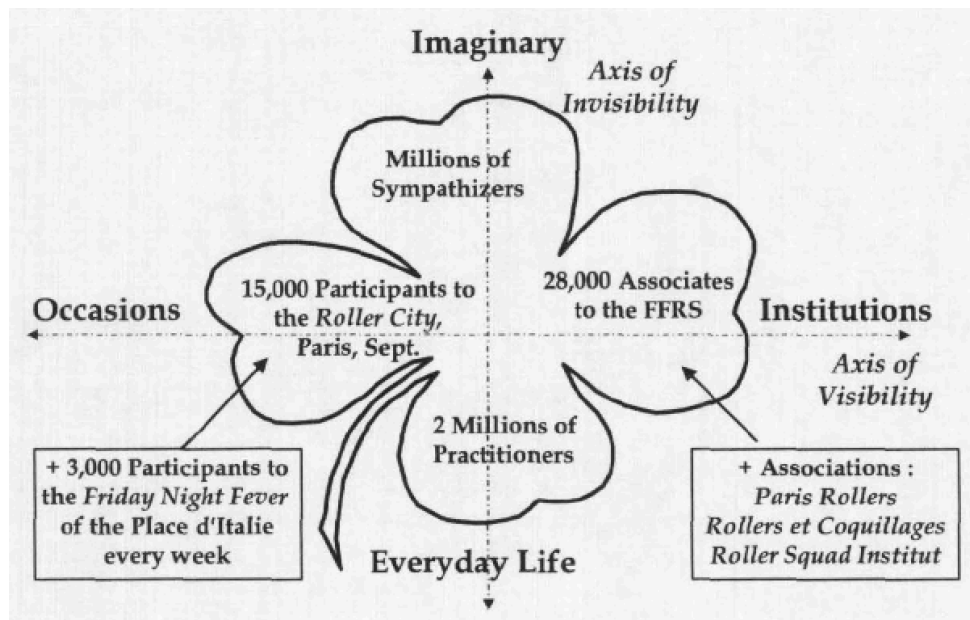 Imaginary
Axis of
Invisibility
Millions of
Sympathizers
15,000 Participants to
the Roller City,
Paris, Sept.
28,000 Associates
to the FFRS
Occasions
Institutions
Axis of
Visibility
2 Millions of
Practitioners
+ 3,000 Participants to
the Friday Night Fever
of the Place d'Italie
every week
+ Associations :
Paris Rollers
Rollers et Coquillages
Roller Squad Institut
Everyday Life